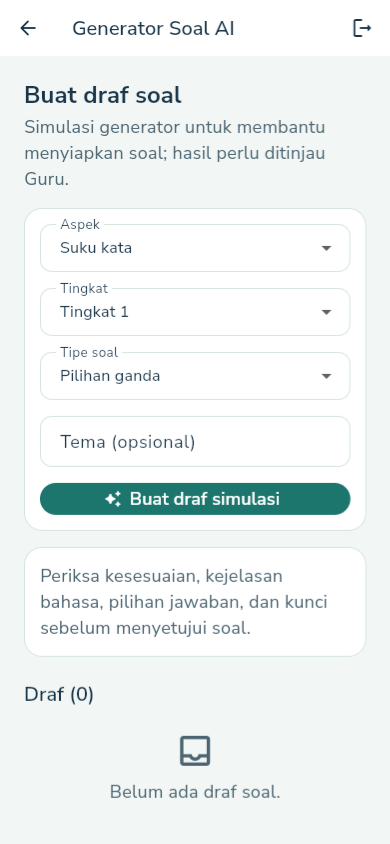 Generator Soal AI
Buat draf soal
Simulasi generator untuk membantu
menyiapkan soal; hasil perlu ditinjau
Guru.
Aspek
Suku kata
Tingkat
Tingkat 1
Tipe soal
Pilihan ganda
Tema (opsional)
Buat draf simulasi
Periksa kesesuaian, kejelasan
bahasa, pilihan jawaban, dan kunci
sebelum menyetujui soal.
Draf (0)
Belum ada draf soal.